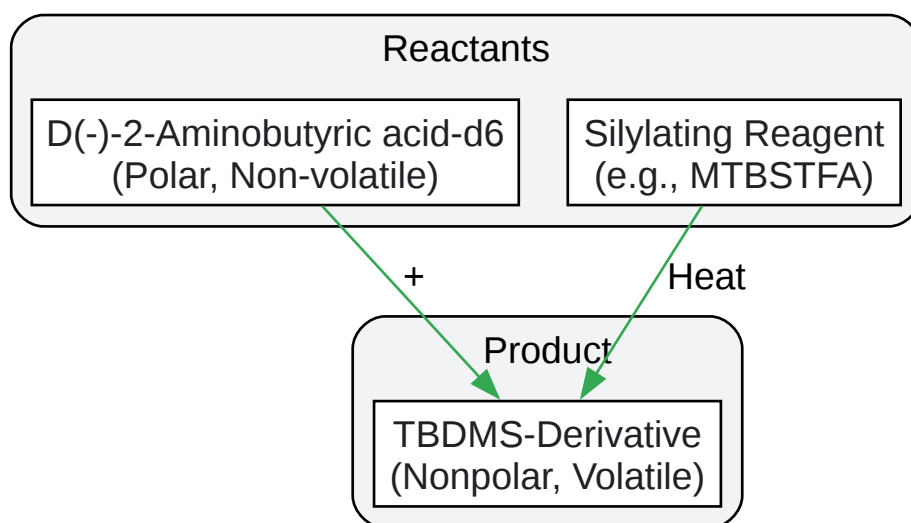 Reactants
D(-)-2-Aminobutyric acid-d6
(Polar, Non-volatile)
Silylating Reagent
(e.g., MTBSTFA)
+
Heat
Product
TBDMS-Derivative
(Nonpolar, Volatile)